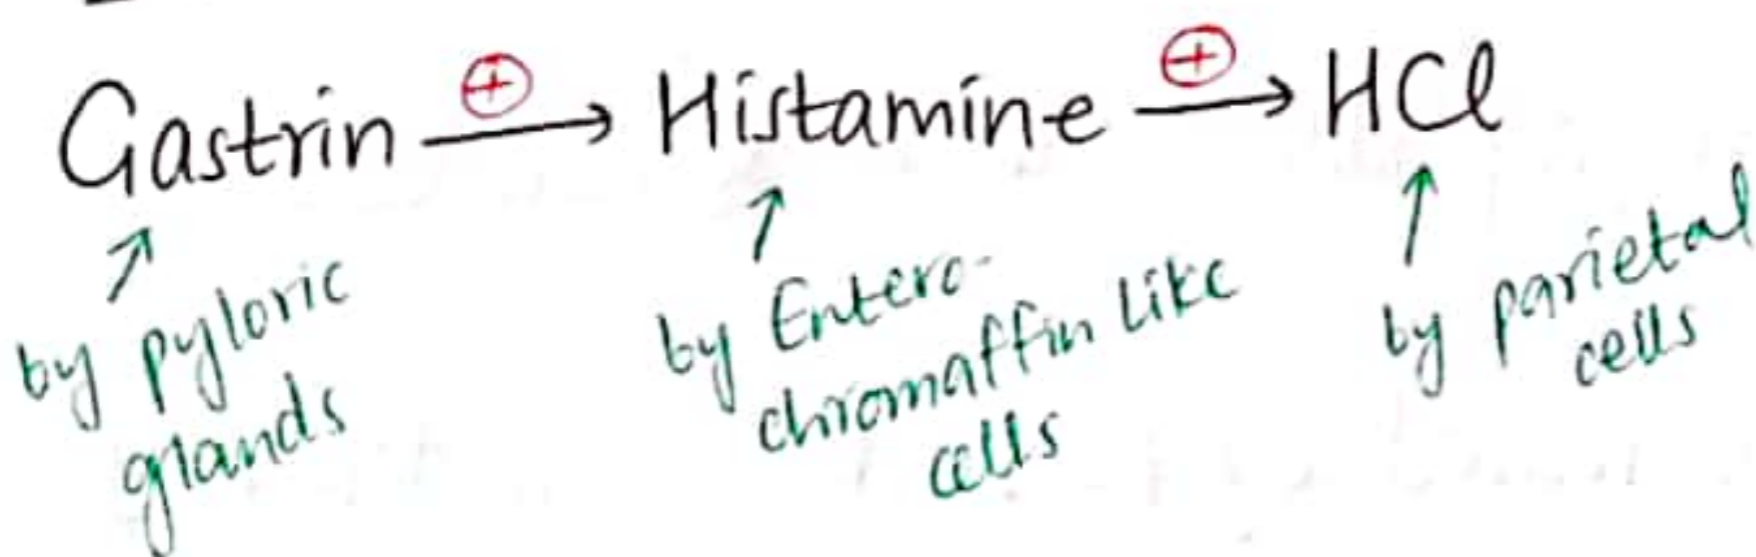 Gastrin ⊕→ Histamine ⊕→ HCl
by pyloric
glands
by Entero-
chromaffin like
cells
by parietal
cells